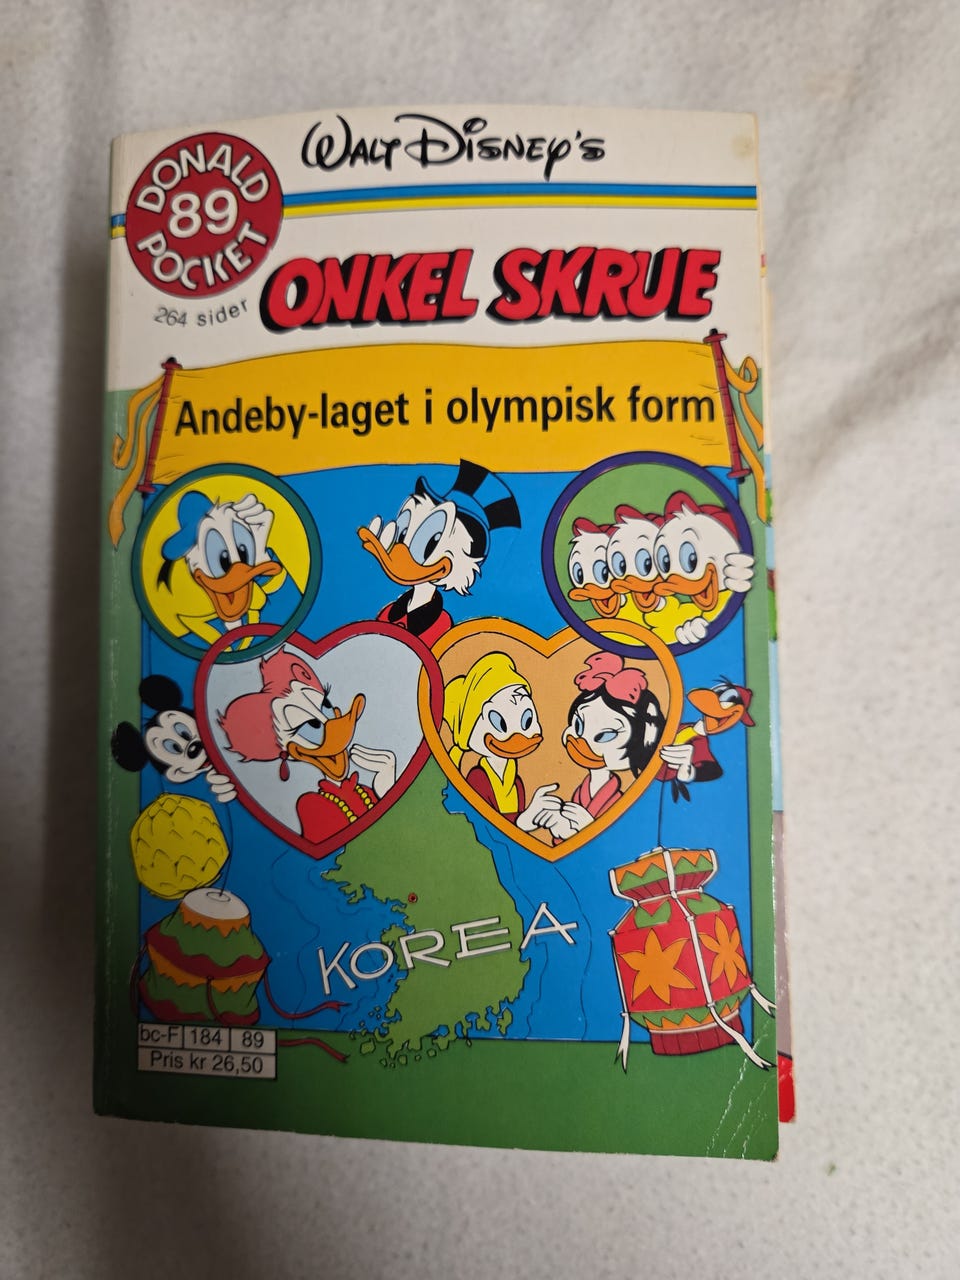 WALT DISNEY'S
DONALD
89
POCKET
264 sider
ONKEL SKRUE
Andeby-laget i olympisk form
KOREA
bc-F 184 89
Pris kr 26,50